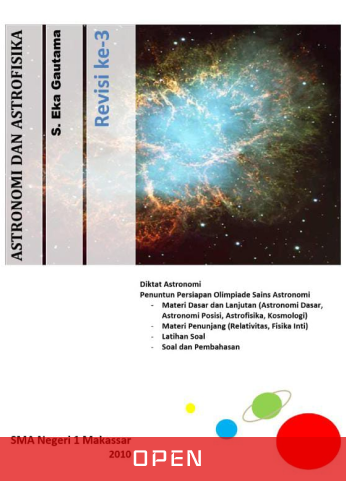 ASTRONOMI DAN ASTROFISIKA
S. Eka Gautama
Revisi ke-3
Diktat Astronomi
Penuntun Persiapan Olimpiade Sains Astronomi
- Materi Dasar dan Lanjutan (Astronomi Dasar,
Astronomi Posisi, Astrofisika, Kosmologi)
- Materi Penunjang (Relativitas, Fisika Inti)
- Latihan Soal
- Soal dan Pembahasan
SMA Negeri 1 Makassar
2010
OPEN